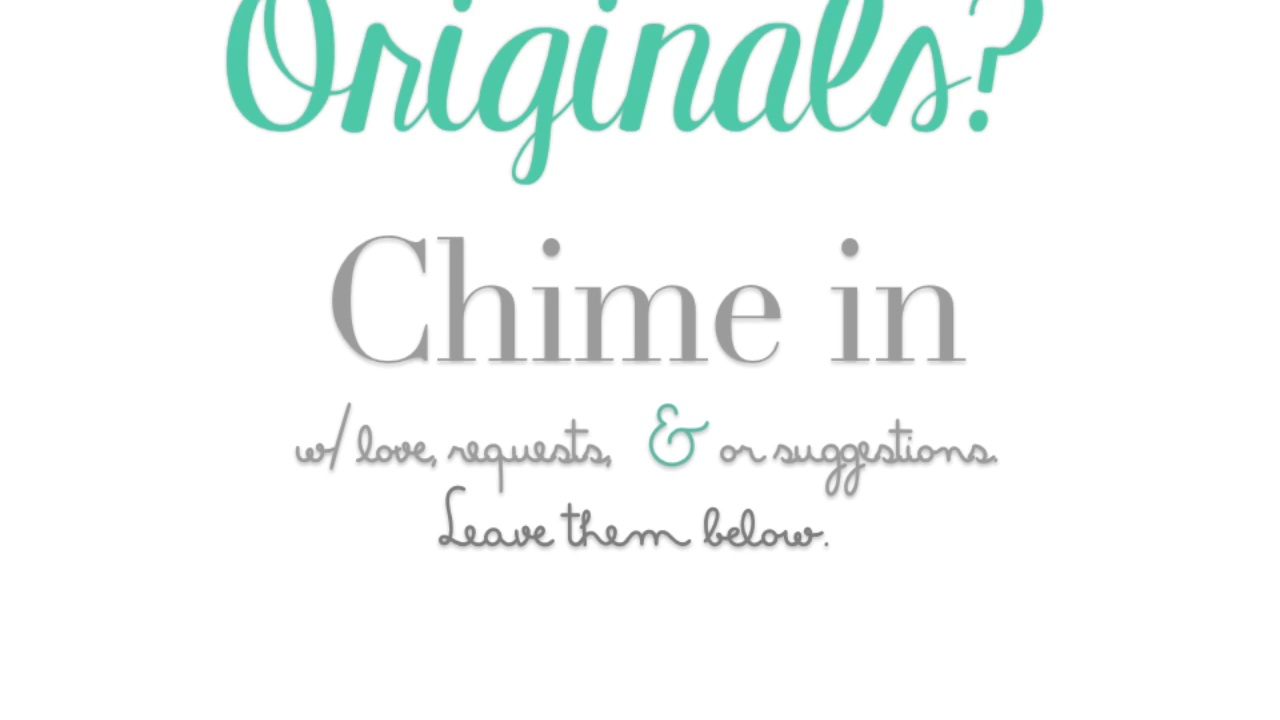 Originals?
Chime in
w/ love, requests, & or suggestions.
Leave them below.